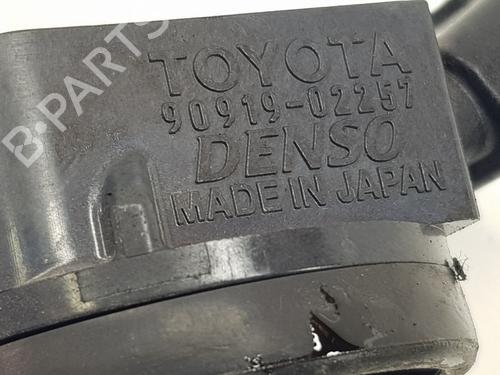 TOYOTA
90919-02257
DENSO
MADE IN JAPAN
B-PARTS